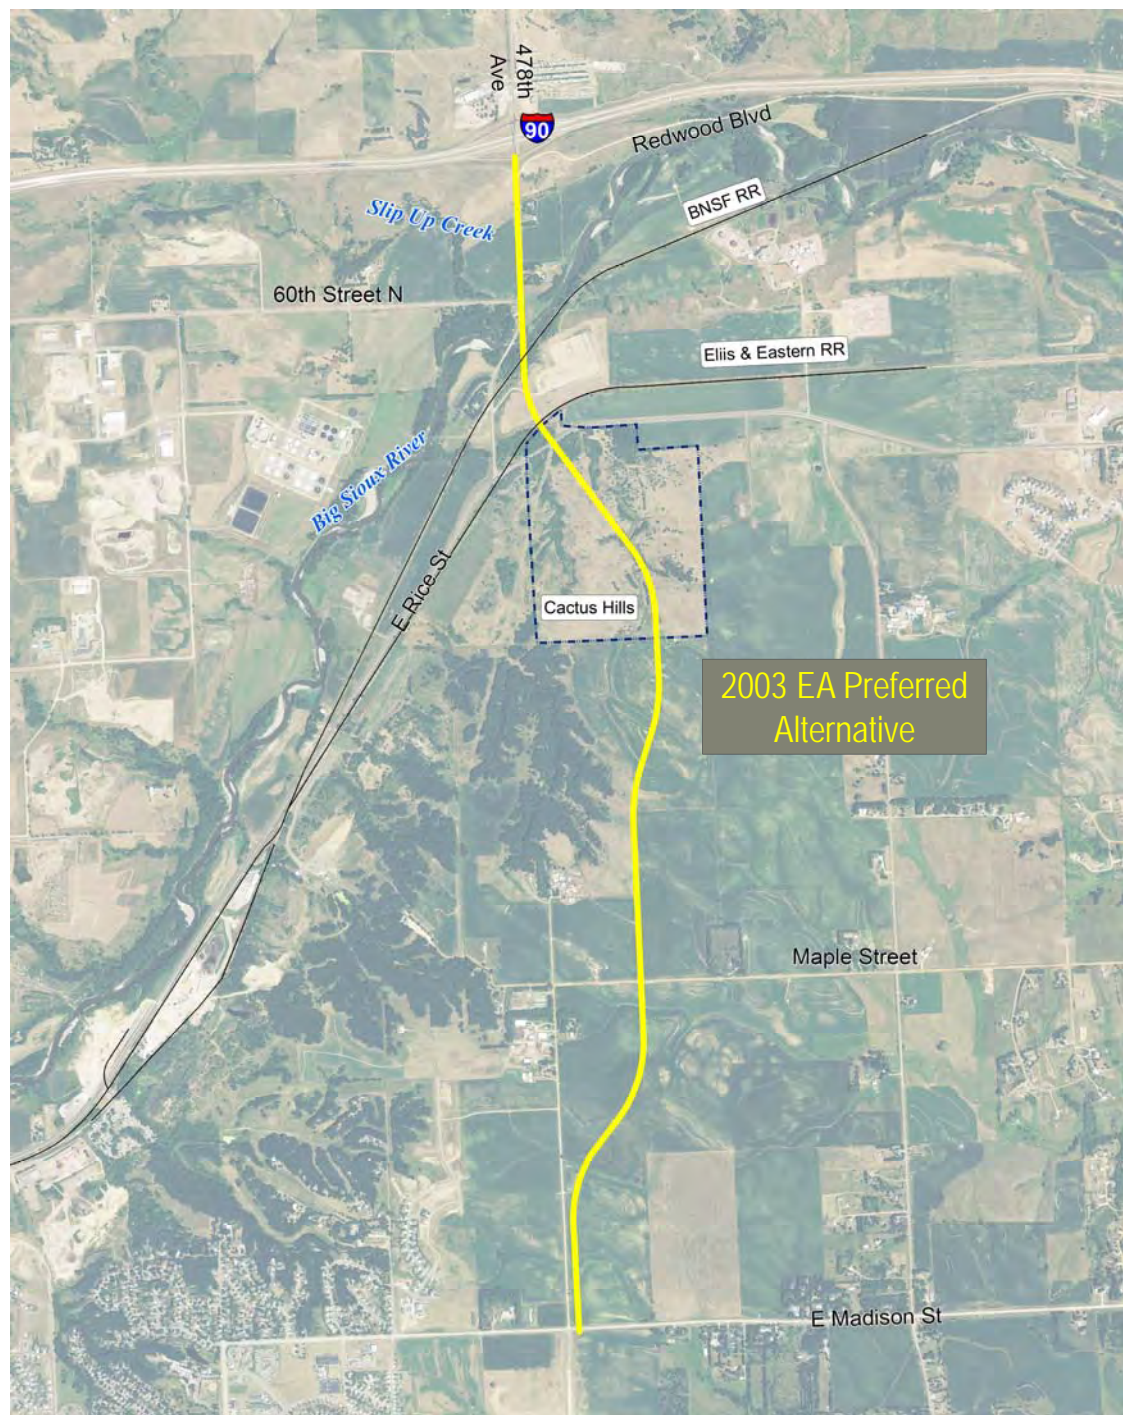 478th
Ave
90
Redwood Blvd
BNSF RR
Slip Up Creek
60th Street N
Eliis & Eastern RR
Big Sioux River
E Rice St
Cactus Hills
2003 EA Preferred
Alternative
Maple Street
E Madison St